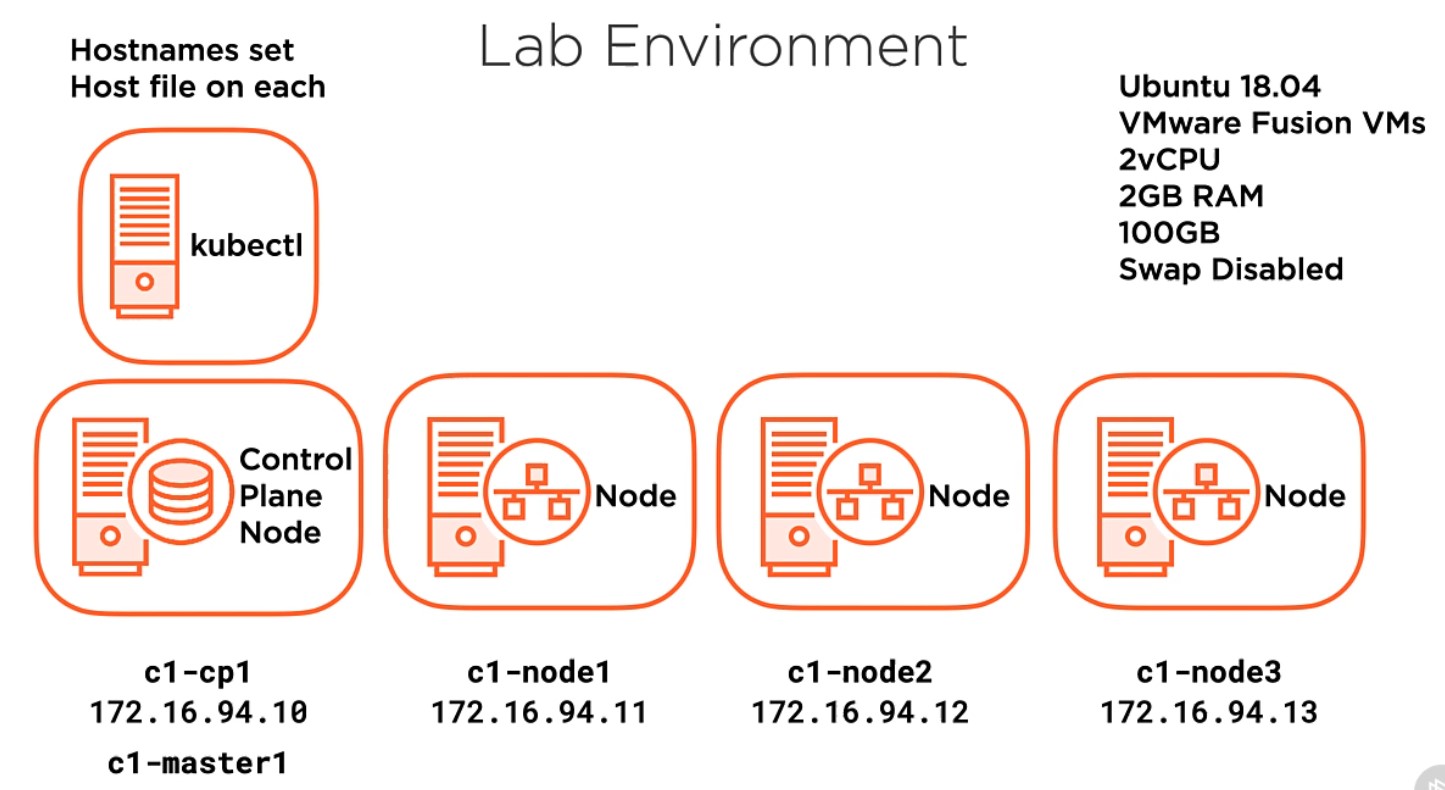 Lab Environment
Hostnames set
Host file on each
Ubuntu 18.04
VMware Fusion VMs
2vCPU
2GB RAM
100GB
Swap Disabled
kubectl
Control
Plane
Node
Node
Node
Node
c1-cp1
172.16.94.10
c1-master1
c1-node1
172.16.94.11
c1-node2
172.16.94.12
c1-node3
172.16.94.13